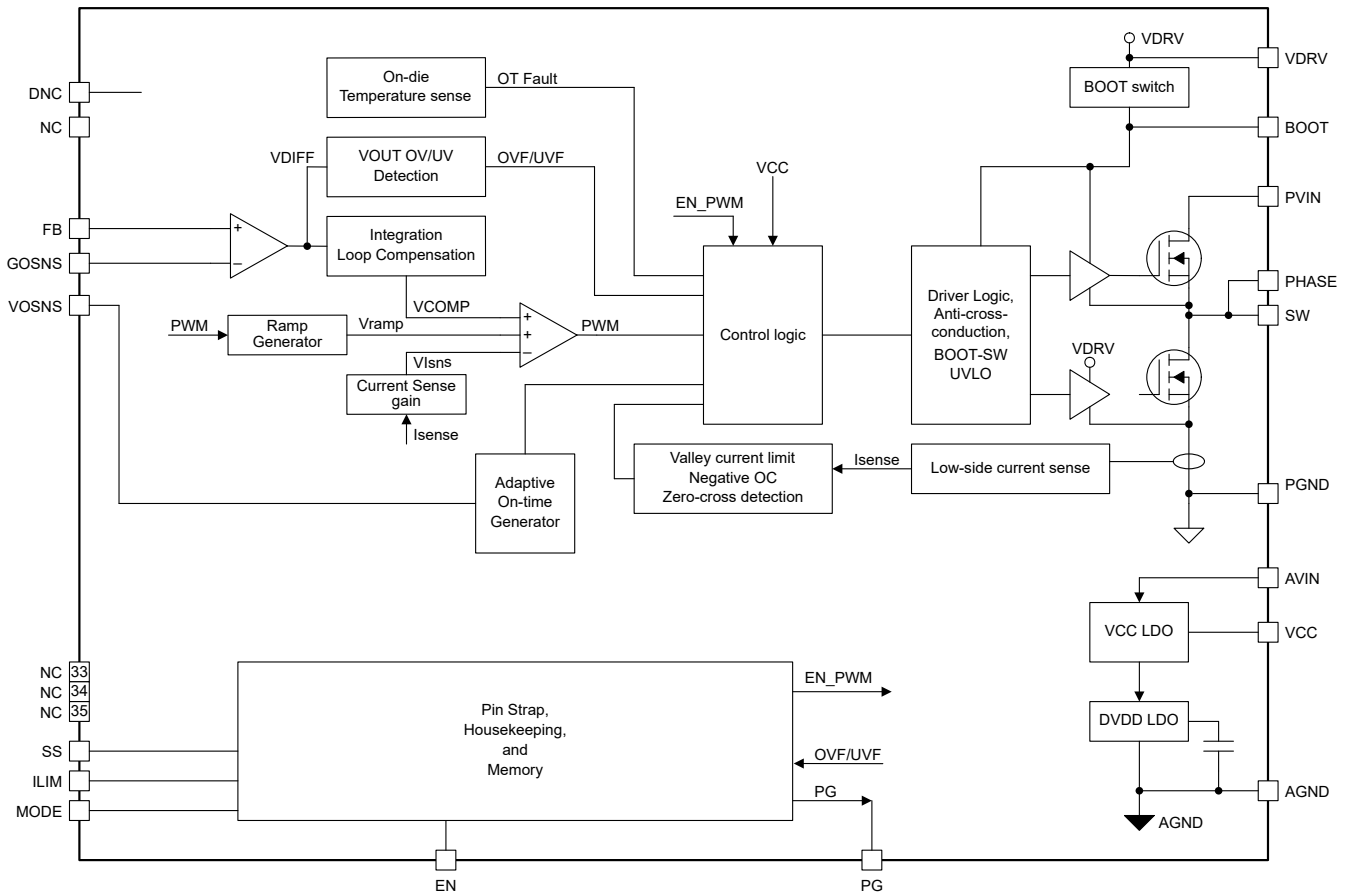 VDRV
VDRV
On-die
Temperature sense
OT Fault
BOOT switch
DNC
NC
BOOT
VDIFF
VOUT OV/UV
Detection
OVF/UVF
VCC
EN_PWM
PVIN
FB
+
Integration
Loop Compensation
GOSNS
−
PHASE
VOSNS
VCOMP
Driver Logic,
Anti-cross-
conduction,
BOOT-SW
UVLO
SW
PWM
Ramp
Generator
Vramp
+
+
−
PWM
Control logic
VIsns
VDRV
Current Sense
gain
Isense
Valley current limit
Negative OC
Zero-cross detection
Isense
Low-side current sense
Adaptive
On-time
Generator
PGND
AVIN
VCC LDO
VCC
NC 33
NC 34
NC 35
EN_PWM
Pin Strap,
Housekeeping,
and
Memory
DVDD LDO
SS
OVF/UVF
ILIM
PG
AGND
MODE
AGND
EN
PG